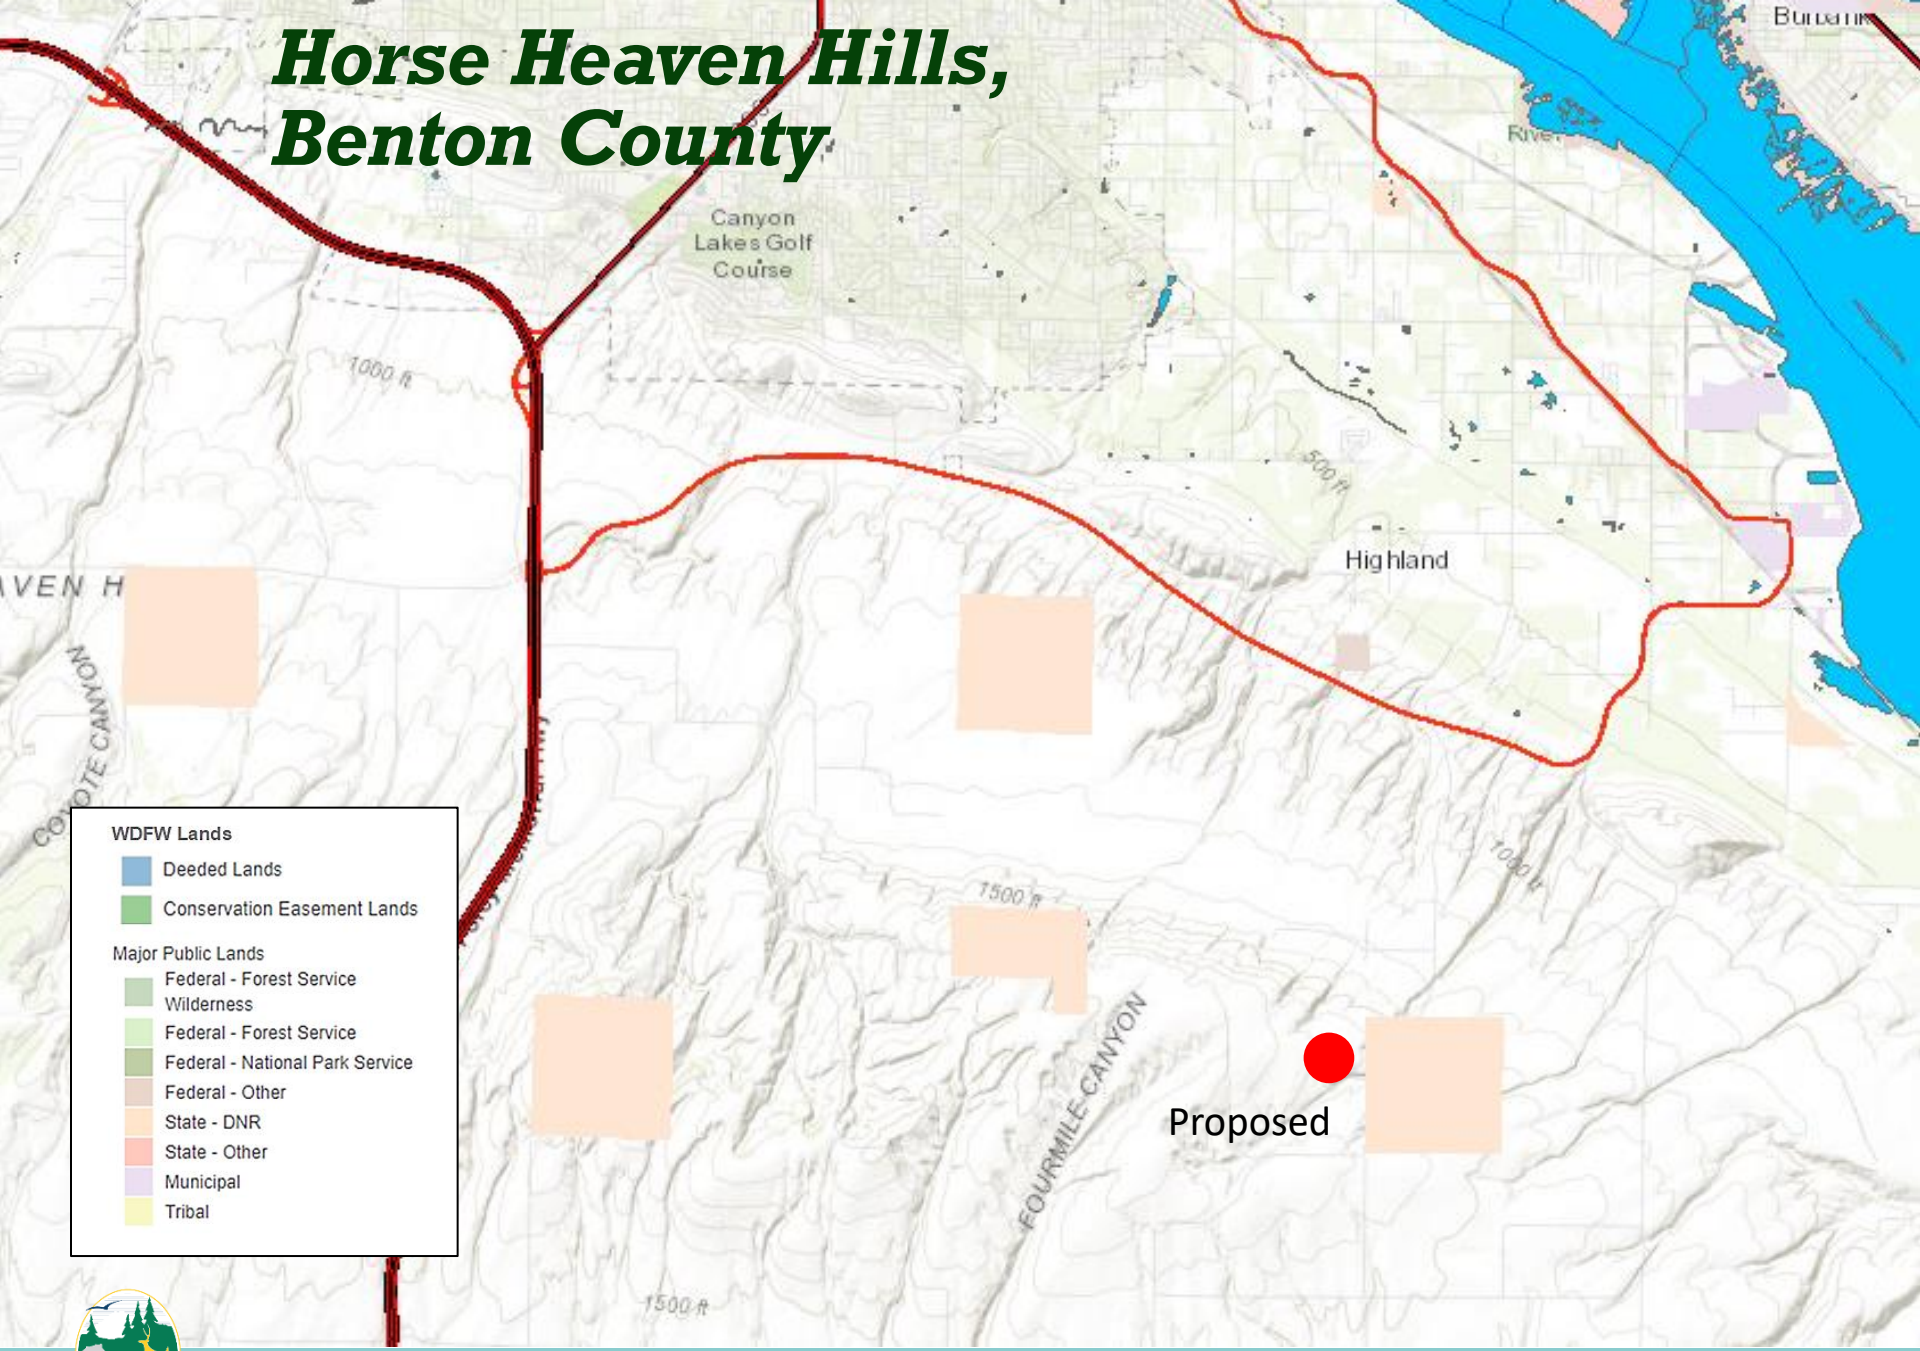 Horse Heaven Hills,
Benton County
Canyon
Lakes Golf
Course
1000 ft
500 ft
Highland
COYOTE CANYON
1000 ft
1500 ft
FOURMILE CANYON
Proposed
1500 ft
WDFW Lands
Deeded Lands
Conservation Easement Lands
Major Public Lands
Federal - Forest Service
Wilderness
Federal - Forest Service
Federal - National Park Service
Federal - Other
State - DNR
State - Other
Municipal
Tribal